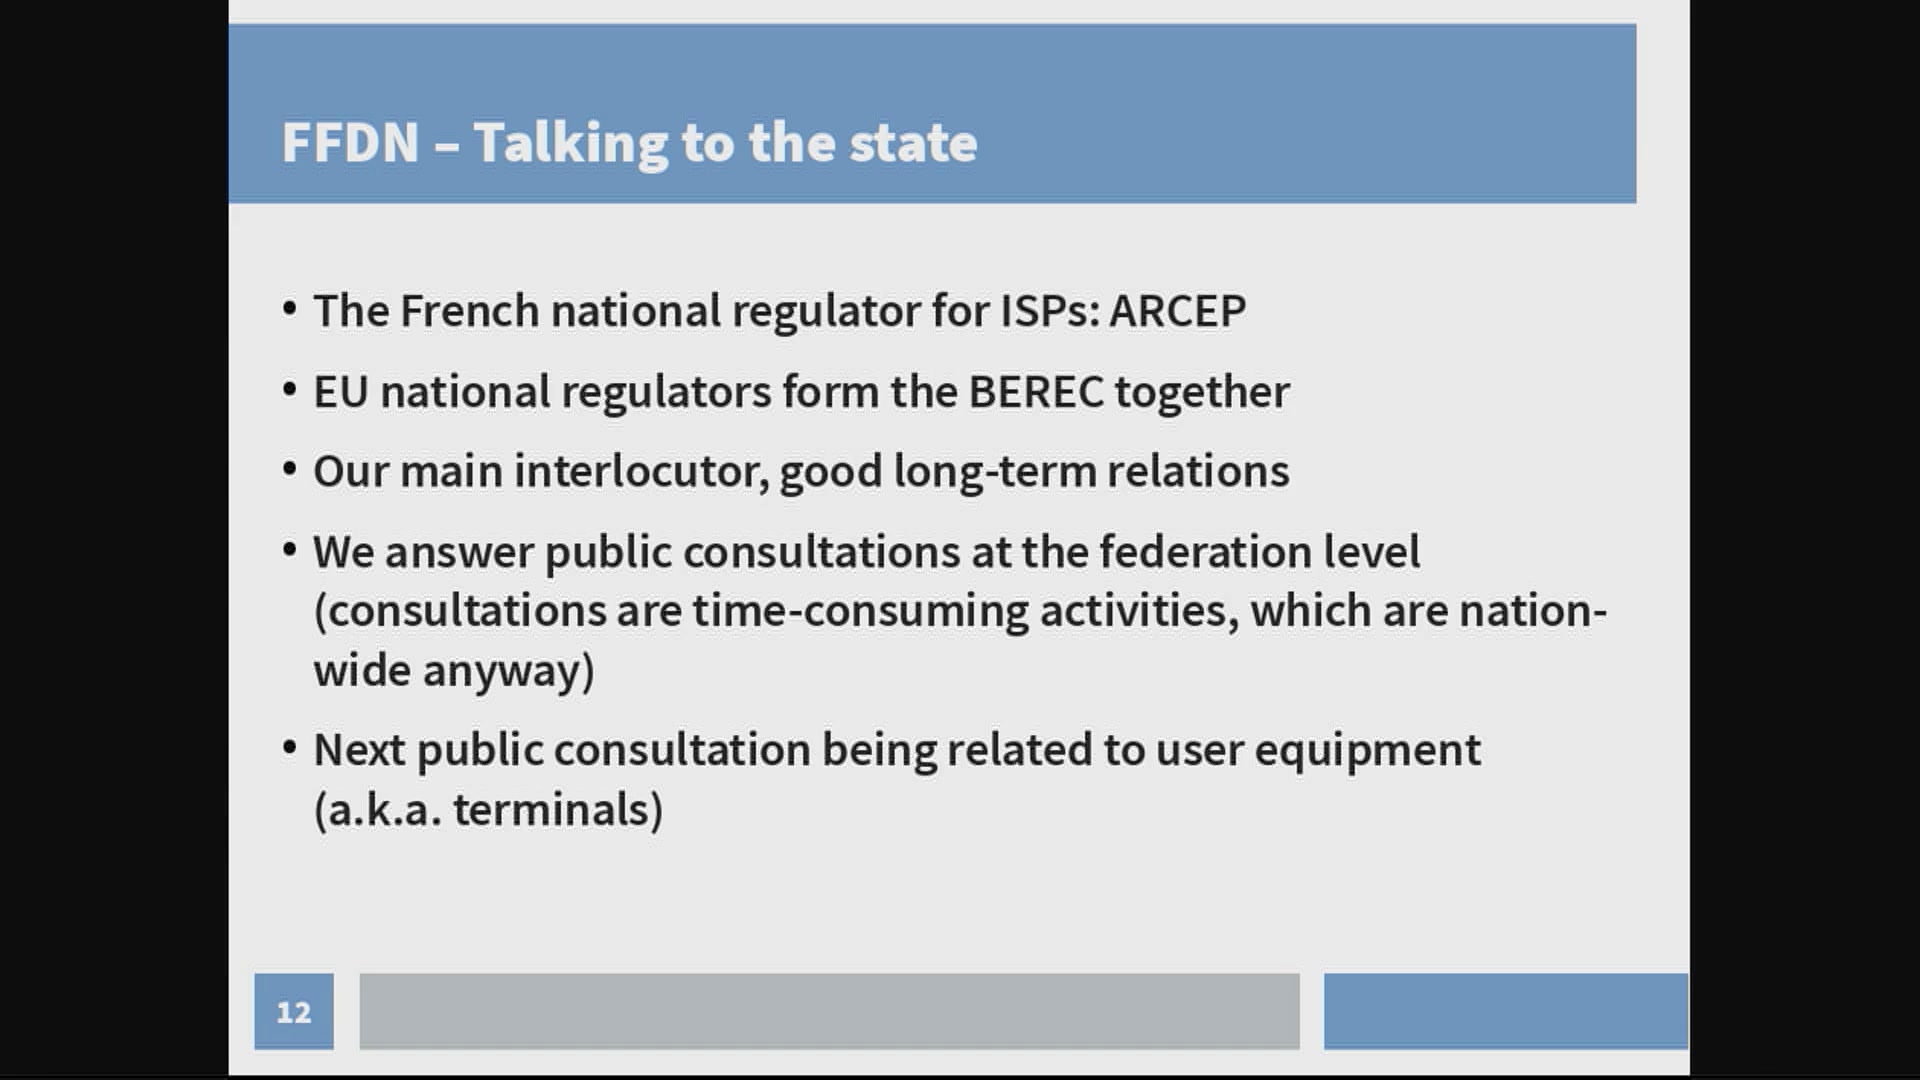 FFDN – Talking to the state
• The French national regulator for ISPs: ARCEP
• EU national regulators form the BEREC together
• Our main interlocutor, good long-term relations
• We answer public consultations at the federation level
(consultations are time-consuming activities, which are nation-
wide anyway)
• Next public consultation being related to user equipment
(a.k.a. terminals)
12